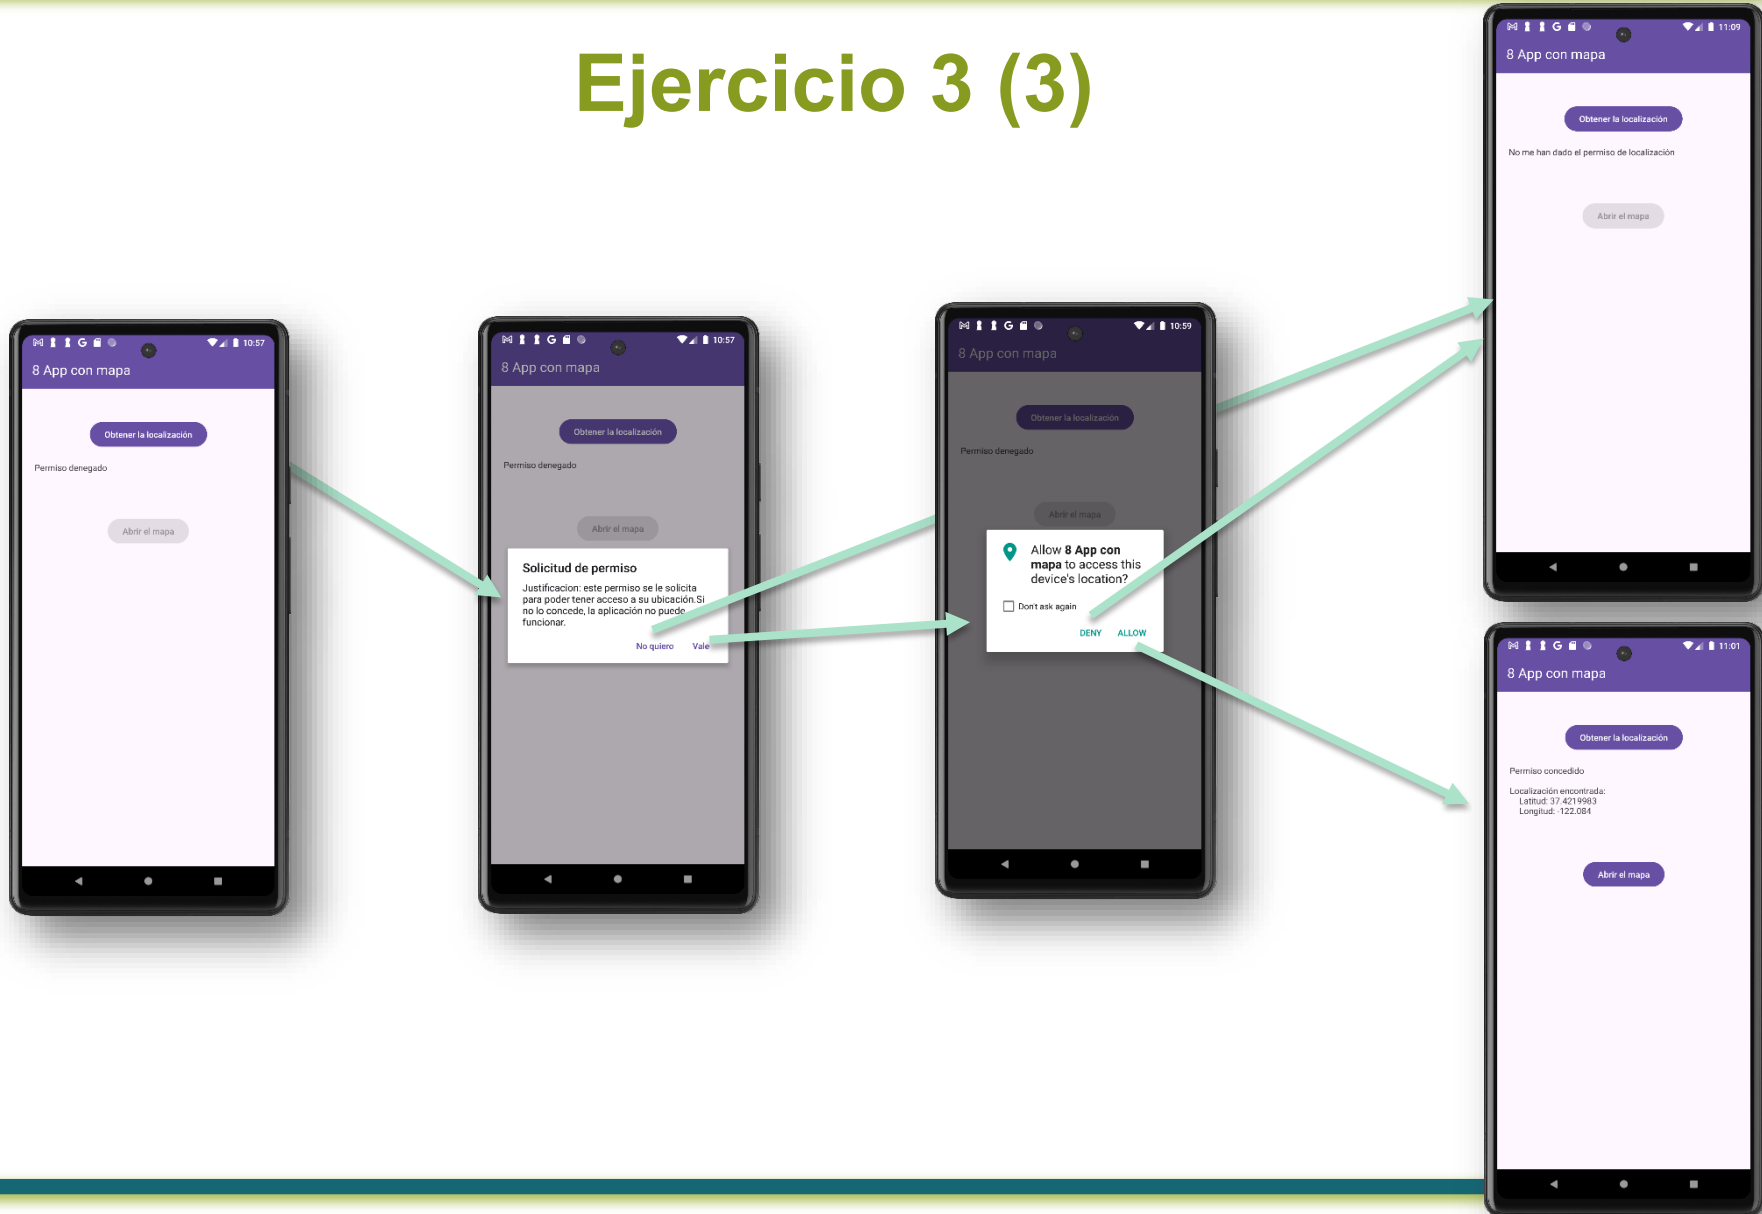 Ejercicio 3 (3)
10:57
8 App con mapa
Obtener la localización
Permiso denegado
Abrir el mapa
10:57
8 App con mapa
Obtener la localización
Permiso denegado
Abrir el mapa
Solicitud de permiso
Justificacion: este permiso se le solicita
para poder tener acceso a su ubicación.Si
no lo concede, la aplicación no puede
funcionar.
No quiero Vale
10:59
8 App con mapa
Obtener la localización
Permiso denegado
Abrir el mapa
Allow 8 App con
mapa to access this
device's location?
Don't ask again
DENY ALLOW
11:09
8 App con mapa
Obtener la localización
No me han dado el permiso de localización
Abrir el mapa
11:01
8 App con mapa
Obtener la localización
Permiso concedido
Localización encontrada:
Latitud: 37.4219983
Longitud: -122.084
Abrir el mapa